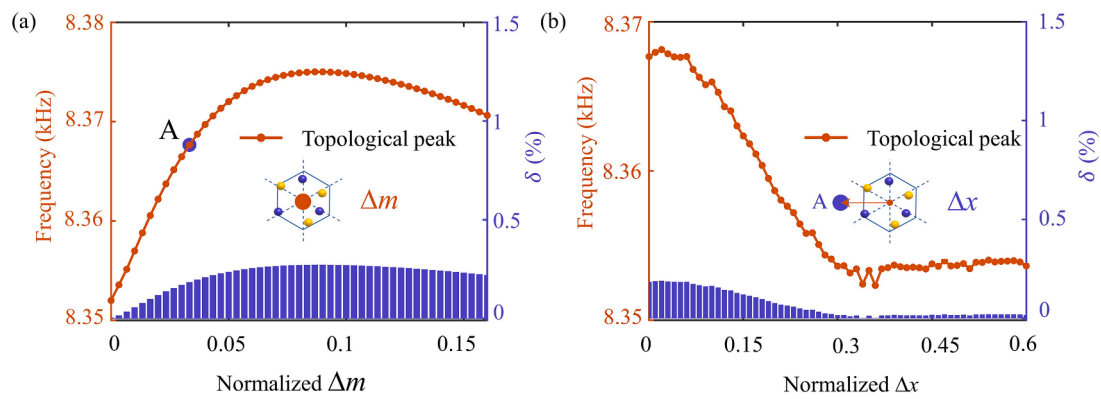 (a)
8.38
8.37
8.36
8.35
Frequency (kHz)
A
Topological peak
Δm
1.5
1
0.5
0
δ (%)
0
0.05
0.1
0.15
Normalized Δm
(b)
8.37
8.36
8.35
Frequency (kHz)
Topological peak
A
Δx
1.5
1
0.5
0
δ (%)
0
0.15
0.3
0.45
0.6
Normalized Δx